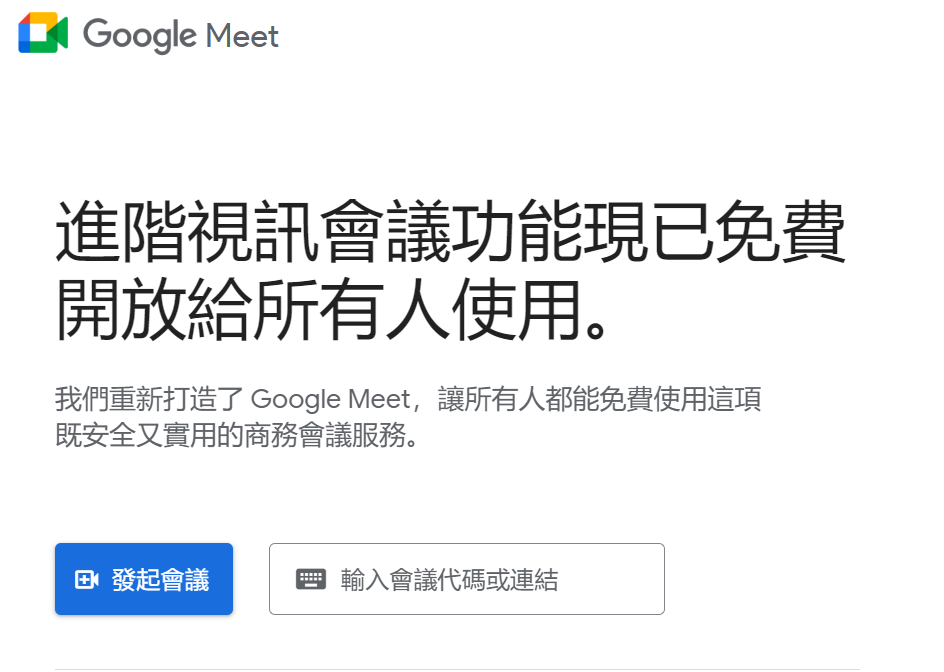 Google Meet
進階視訊會議功能現已免費
開放給所有人使用。
我們重新打造了 Google Meet，讓所有人都能免費使用這項
既安全又實用的商務會議服務。
發起會議
輸入會議代碼或連結